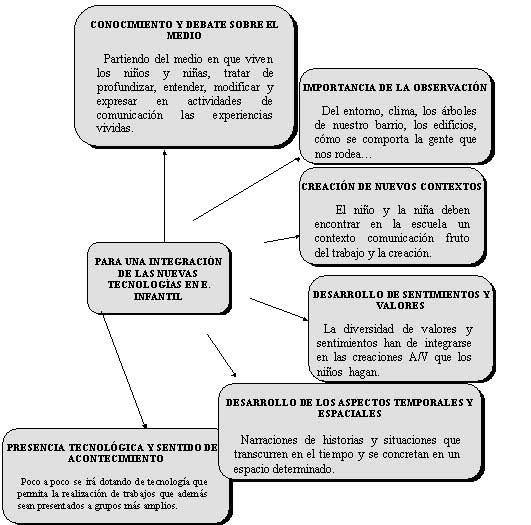 CONOCIMIENTO Y DEBATE SOBRE EL
MEDIO
Partiendo del medio en que viven
los niños y niñas, tratar de
profundizar, entender, modificar y
expresar en actividades de
comunicación las experiencias
vividas.
IMPORTANCIA DE LA OBSERVACIÓN
Del entorno, clima, los árboles
de nuestro barrio, los edificios,
cómo se comporta la gente que
nos rodea…
CREACIÓN DE NUEVOS CONTEXTOS
El niño y la niña deben
encontrar en la escuela un
contexto comunicación fruto
del trabajo y la creación.
PARA UNA INTEGRACIÓN
DE LAS NUEVAS
TECNOLOGÍAS EN E.
INFANTIL
DESARROLLO DE SENTIMIENTOS Y
VALORES
La diversidad de valores y
sentimientos han de integrarse
en las creaciones A/V que los
niños hagan.
DESARROLLO DE LOS ASPECTOS TEMPORALES Y
ESPACIALES
Narraciones de historias y situaciones que
transcurren en el tiempo y se concretan en un
espacio determinado.
PRESENCIA TECNOLÓGICA Y SENTIDO DE
ACONTECIMIENTO
Poco a poco se irá dotando de tecnología que
permita la realización de trabajos que además
sean presentados a grupos más amplios.